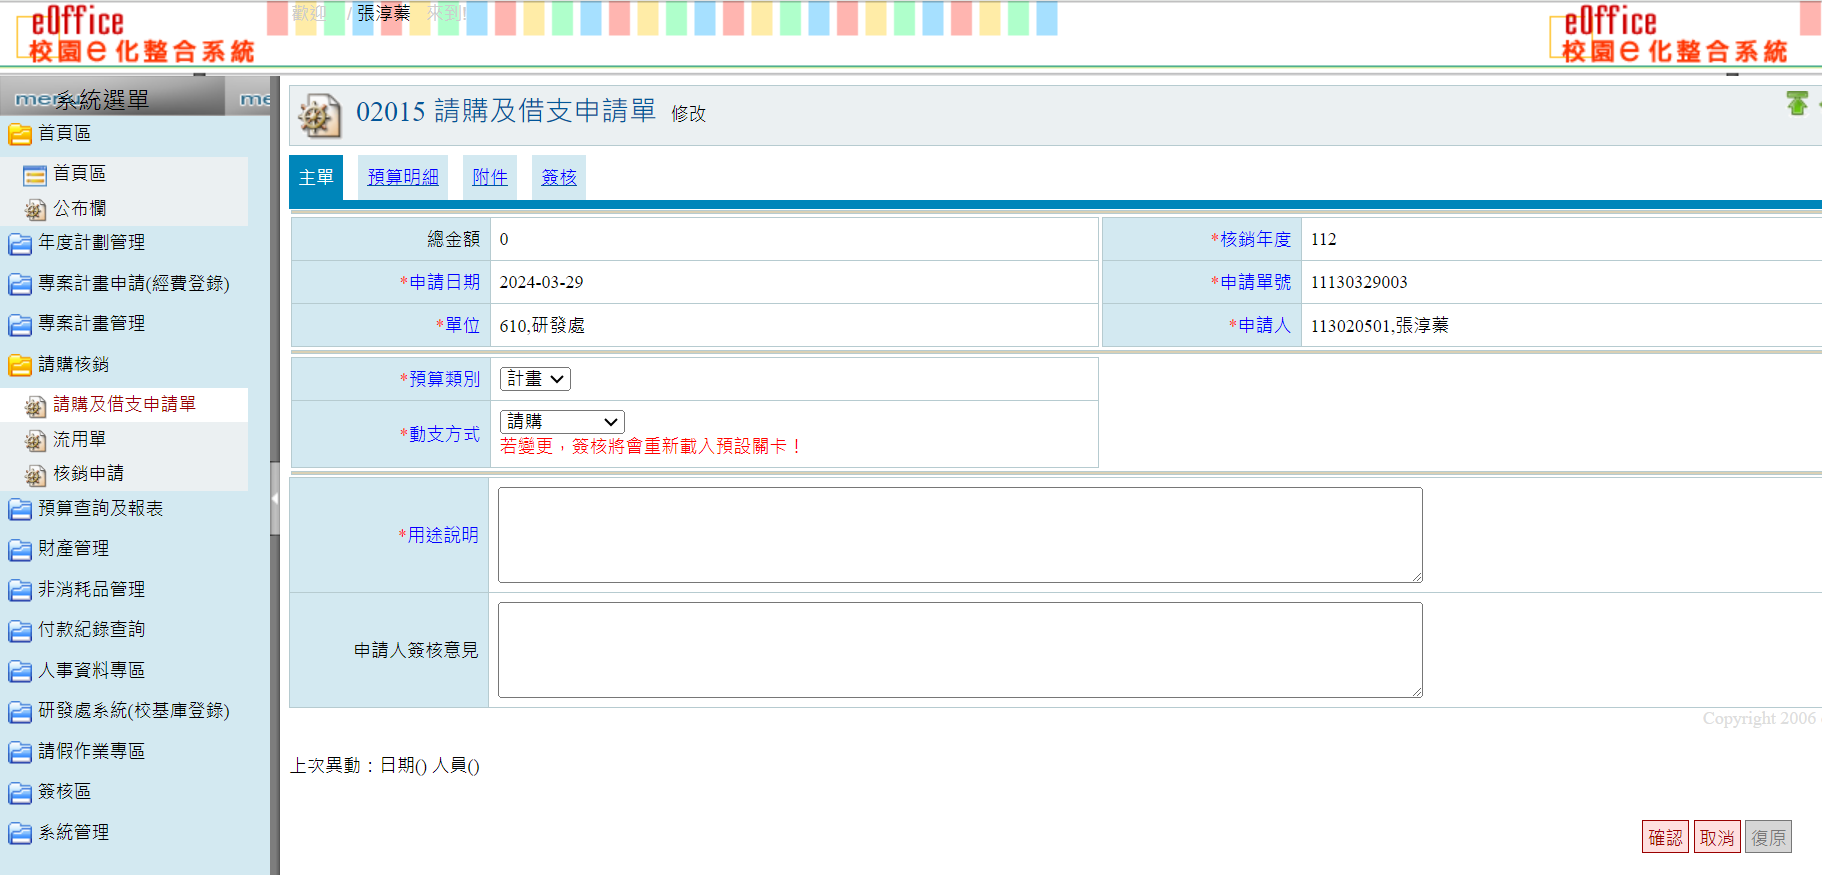 eOffice
校園e化整合系統
歡迎 / 張淳蓁 來到!
eOffice
校園e化整合系統
系統選單
首頁區
首頁區
公布欄
年度計劃管理
專案計畫申請(經費登錄)
專案計畫管理
請購核銷
請購及借支申請單
流用單
核銷申請
預算查詢及報表
財產管理
非消耗品管理
付款紀錄查詢
人事資料專區
研發處系統(校基庫登錄)
請假作業專區
簽核區
系統管理
02015 請購及借支申請單 修改
主單 預算明細 附件 簽核
總金額 0 *核銷年度 112
*申請日期 2024-03-29 *申請單號 11130329003
*單位 610,研發處 *申請人 113020501,張淳蓁
*預算類別 計畫
*動支方式 請購
若變更，簽核將會重新載入預設關卡！
*用途說明
申請人簽核意見
Copyright 2006
上次異動：日期() 人員()
確認 取消 復原